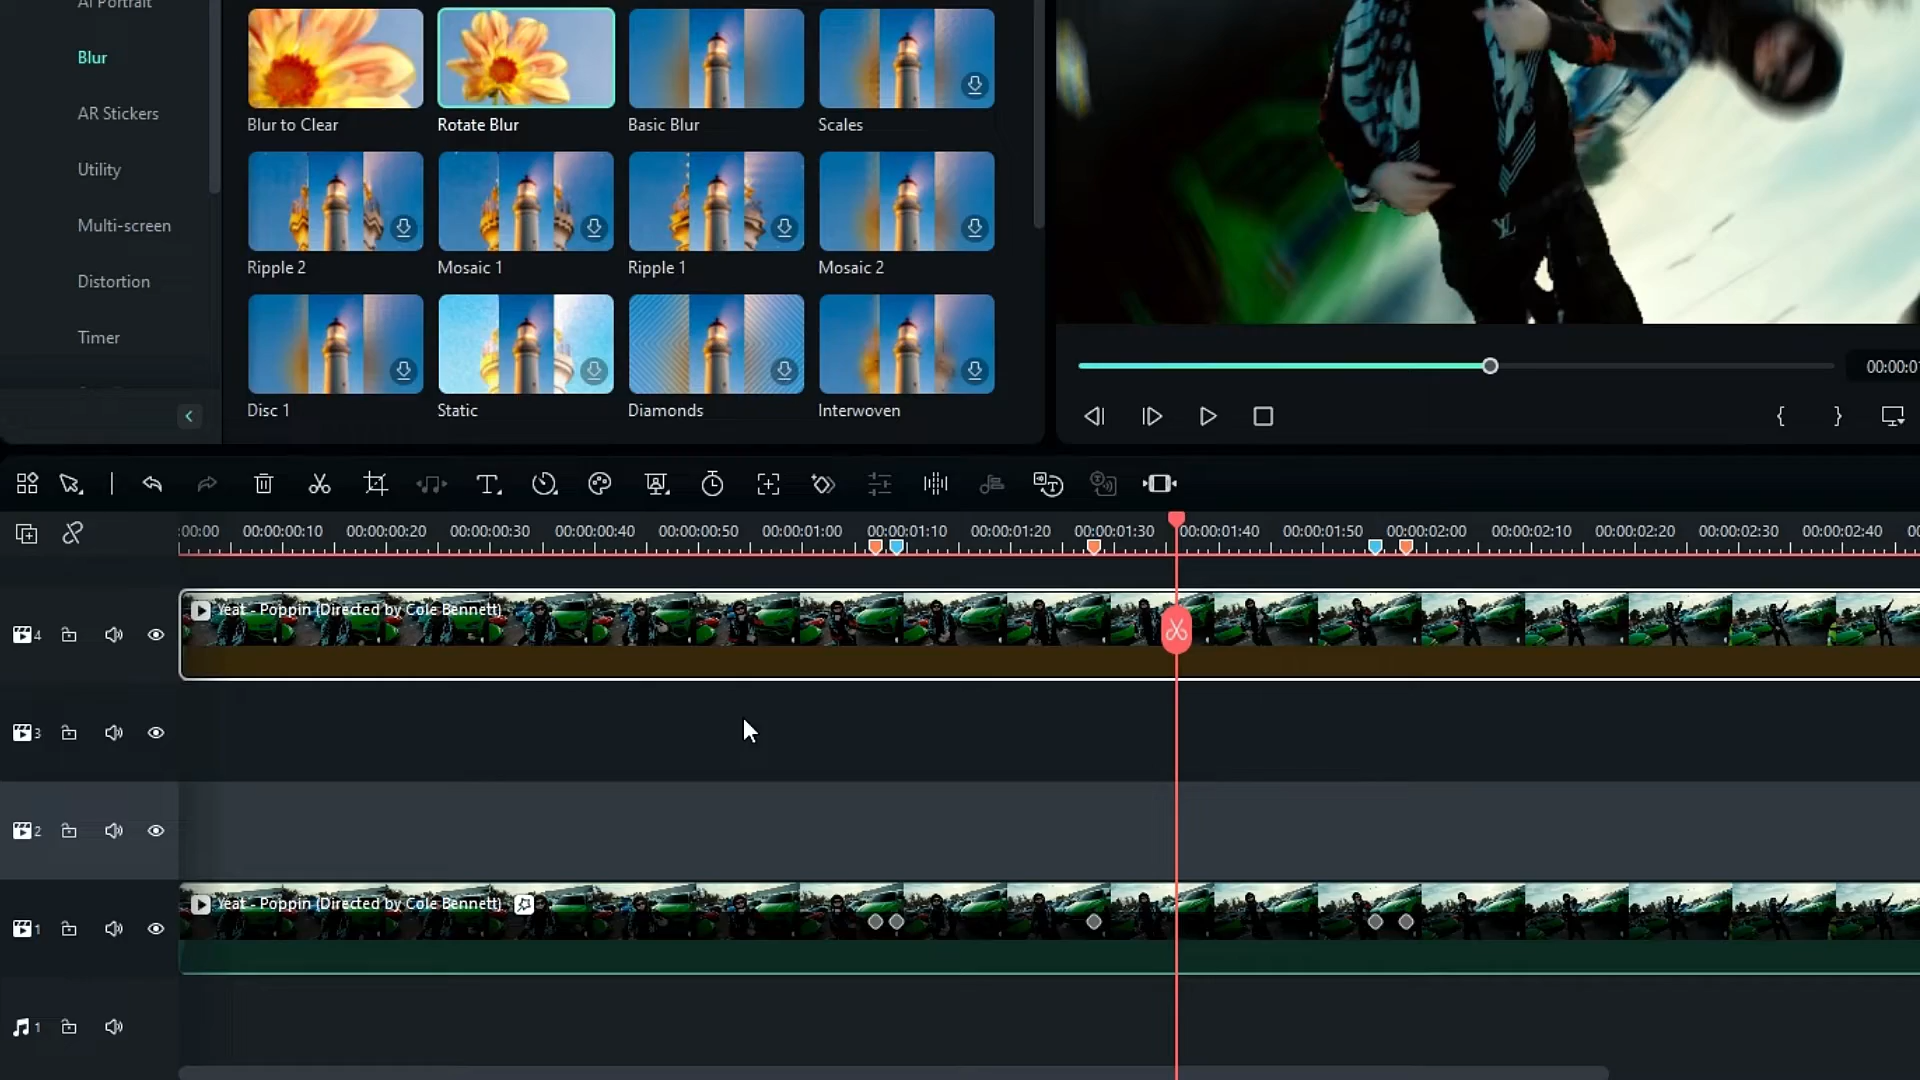 AI Portrait
Blur
AR Stickers
Utility
Multi-screen
Distortion
Timer
Blur to Clear
Rotate Blur
Basic Blur
Scales
Ripple 2
Mosaic 1
Ripple 1
Mosaic 2
Disc 1
Static
Diamonds
Interwoven
00:00:01
{ }
:00:00 00:00:00:10 00:00:00:20 00:00:00:30 00:00:00:40 00:00:00:50 00:00:01:00 00:00:01:10 00:00:01:20 00:00:01:30 00:00:01:40 00:00:01:50 00:00:02:00 00:00:02:10 00:00:02:20 00:00:02:30 00:00:02:40 00
4
Yeat - Poppin (Directed by Cole Bennett)
3
2
1
Yeat - Poppin (Directed by Cole Bennett)
1